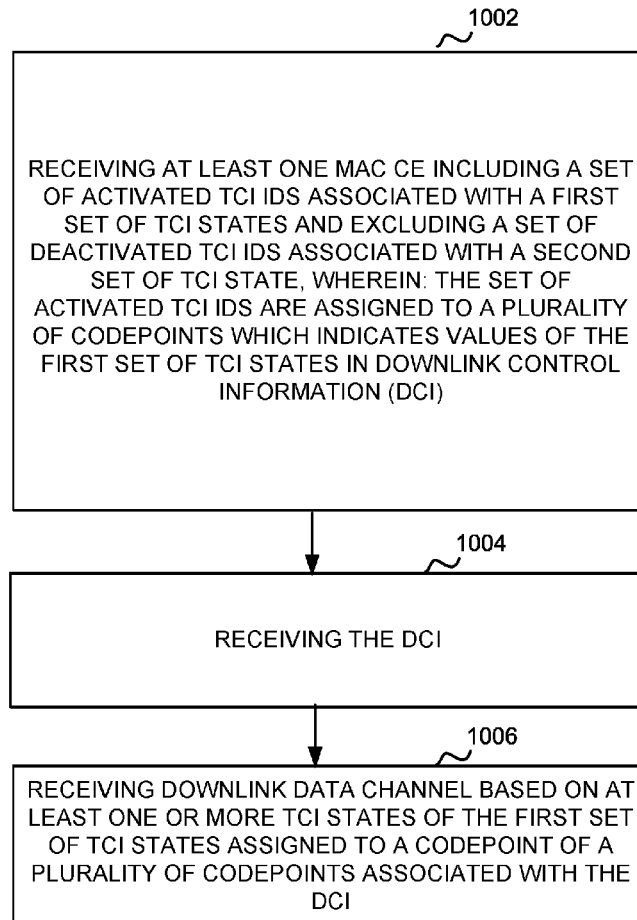 1002
RECEIVING AT LEAST ONE MAC CE INCLUDING A SET
OF ACTIVATED TCI IDS ASSOCIATED WITH A FIRST
SET OF TCI STATES AND EXCLUDING A SET OF
DEACTIVATED TCI IDS ASSOCIATED WITH A SECOND
SET OF TCI STATE, WHEREIN: THE SET OF
ACTIVATED TCI IDS ARE ASSIGNED TO A PLURALITY
OF CODEPOINTS WHICH INDICATES VALUES OF THE
FIRST SET OF TCI STATES IN DOWNLINK CONTROL
INFORMATION (DCI)
1004
RECEIVING THE DCI
1006
RECEIVING DOWNLINK DATA CHANNEL BASED ON AT
LEAST ONE OR MORE TCI STATES OF THE FIRST SET
OF TCI STATES ASSIGNED TO A CODEPOINT OF A
PLURALITY OF CODEPOINTS ASSOCIATED WITH THE
DCI